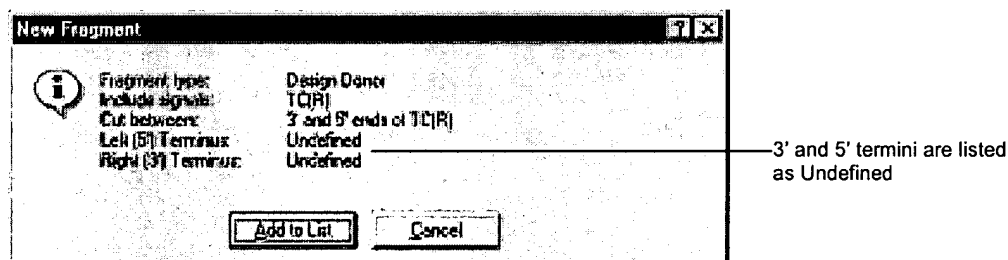 New Fragment
Fragment type: Design Donor
Include signals: TC(R)
Cut between: 3' and 5' ends of TC(R)
Left (5') Terminus: Undefined
Right (3') Terminus: Undefined
3' and 5' termini are listed
as Undefined
Add to List Cancel